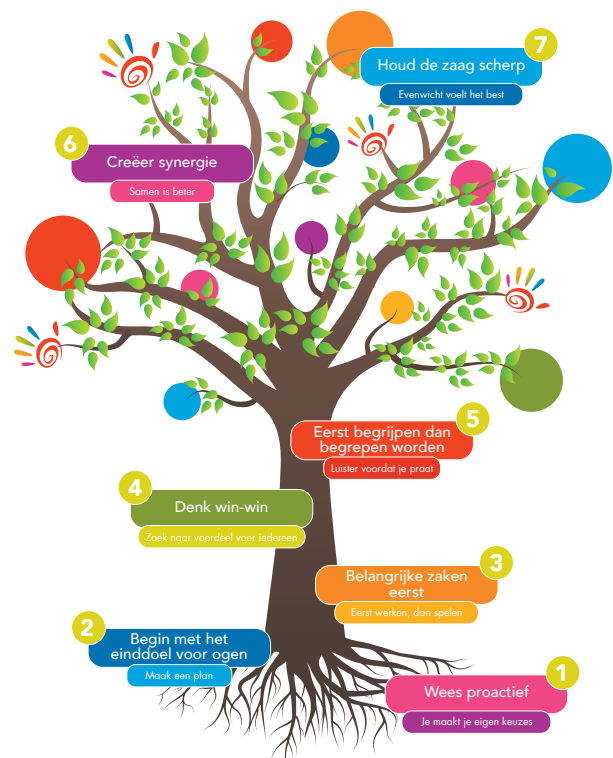 7
Houd de zaag scherp
Evenwicht voelt het best
6
Creëer synergie
Samen is beter
5
Eerst begrijpen dan
begrepen worden
Luister voordat je praat
4
Denk win-win
Zoek naar voordeel voor iedereen
3
Belangrijke zaken
eerst
Eerst werken, dan spelen
2
Begin met het
einddoel voor ogen
Maak een plan
1
Wees proactief
Je maakt je eigen keuzes